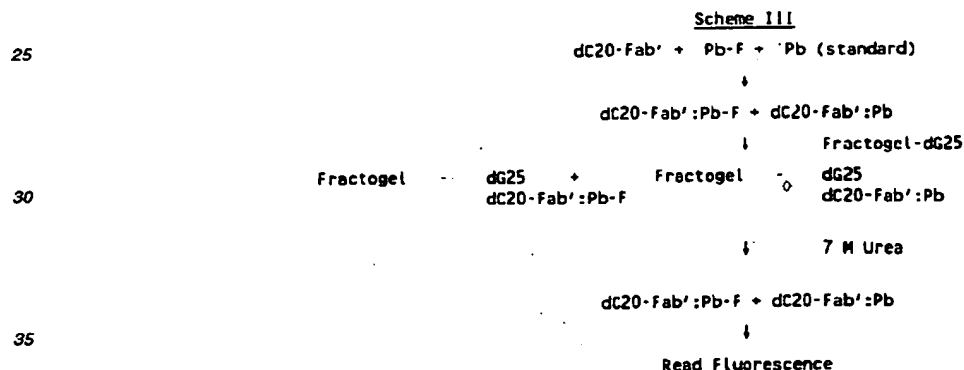 Scheme III
25 dC20-Fab' + Pb-F + Pb (standard)
↓
dC20-Fab':Pb-F + dC20-Fab':Pb
↓ Fractogel-dG25
Fractogel - dG25 + Fractogel - dG25
30 dC20-Fab':Pb-F ◊ dC20-Fab':Pb
↓ 7 M Urea
dC20-Fab':Pb-F + dC20-Fab':Pb
35 ↓
Read Fluorescence